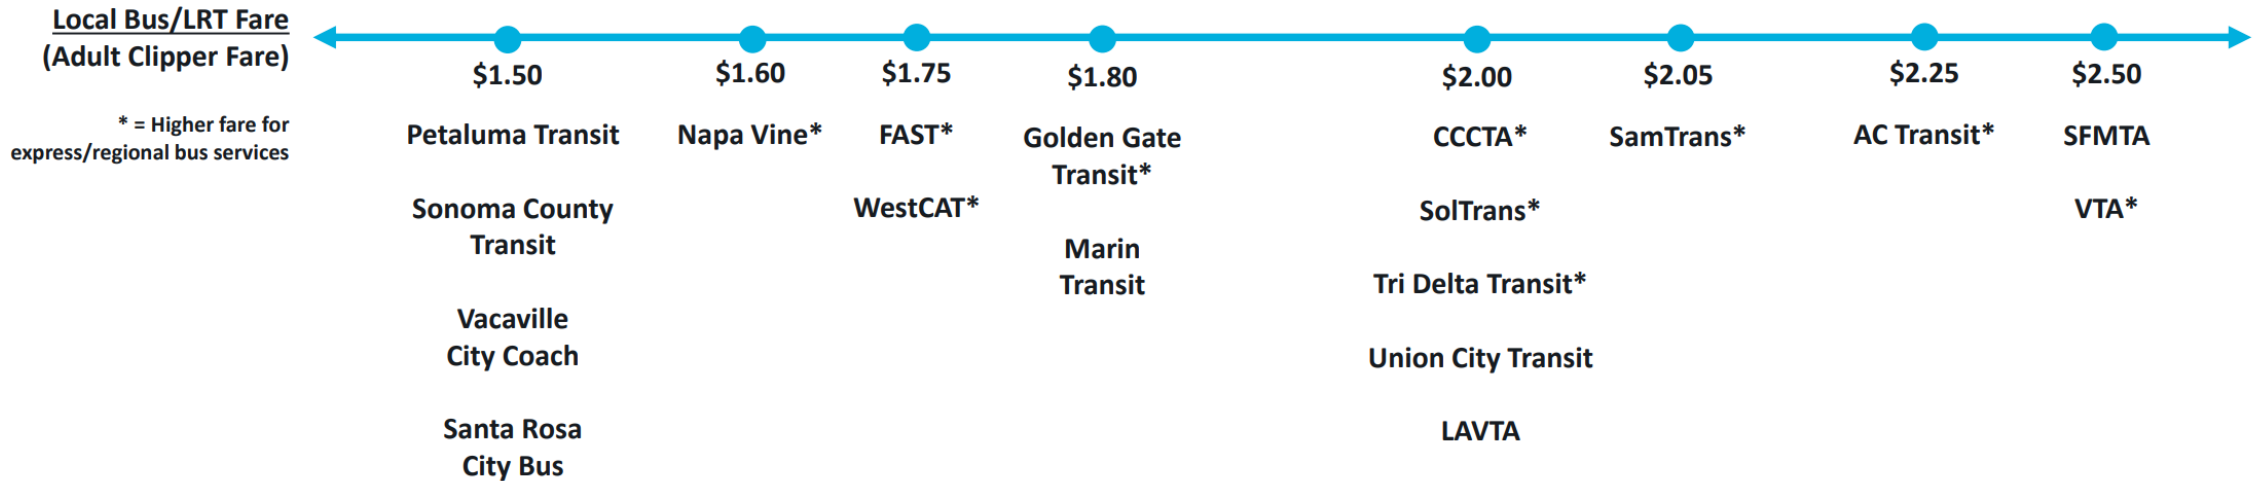 Local Bus/LRT Fare
(Adult Clipper Fare)
* = Higher fare for
express/regional bus services
$1.50
Petaluma Transit
Sonoma County
Transit
Vacaville
City Coach
Santa Rosa
City Bus
$1.60
Napa Vine*
$1.75
FAST*
WestCAT*
$1.80
Golden Gate
Transit*
Marin
Transit
$2.00
CCCTA*
SolTrans*
Tri Delta Transit*
Union City Transit
LAVTA
$2.05
SamTrans*
$2.25
AC Transit*
$2.50
SFMTA
VTA*